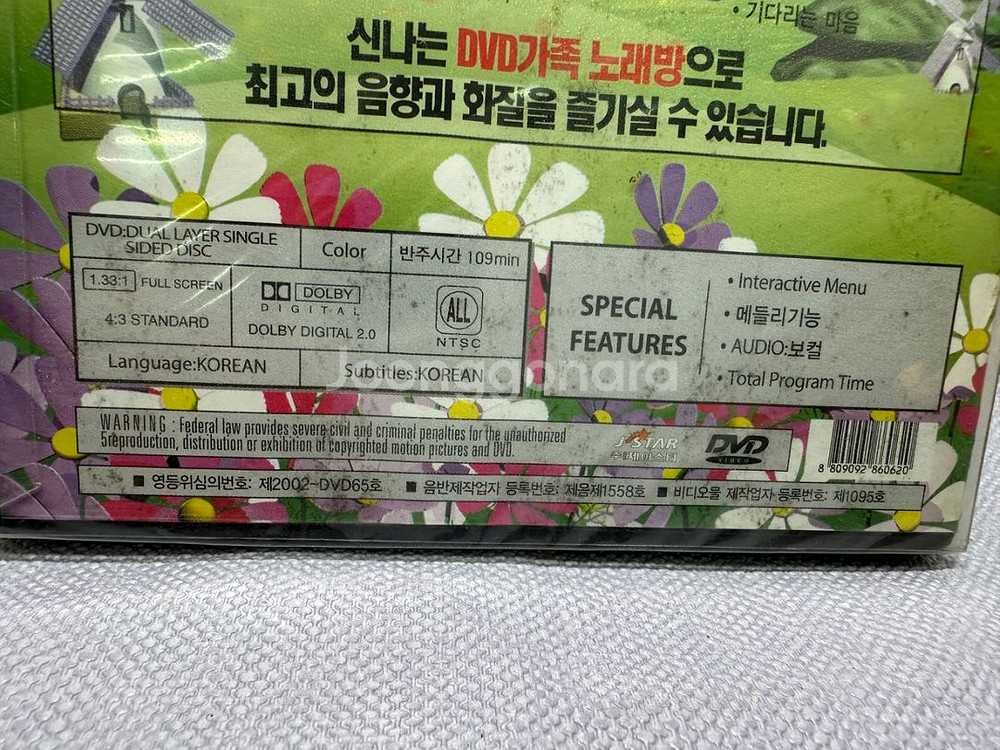 • 기다리는 마음
신나는 DVD가족 노래방으로
최고의 음향과 화질을 즐기실 수 있습니다.
DVD:DUAL LAYER SINGLE
SIDED DISC
Color
반주시간 109min
1.33:1 FULL SCREEN
4:3 STANDARD
DOLBY
DIGITAL
DOLBY DIGITAL 2.0
ALL
NTSC
Language:KOREAN
Subtitles:KOREAN
SPECIAL
FEATURES
• Interactive Menu
• 메들리기능
• AUDIO:보컬
• Total Program Time
Joonggonara
WARNING : Federal law provides severe civil and criminal penalties for the unauthorized
5reproduction, distribution or exhibition of copyrighted motion pictures and DVD.
J-STAR
주)제이스타
DVD
VIDEO
8 809092 860620
■ 영등위심의번호: 제2002-DVD65호 ■ 음반제작업자 등록번호: 제음제1558호 ■ 비디오물 제작업자 등록번호: 제1095호